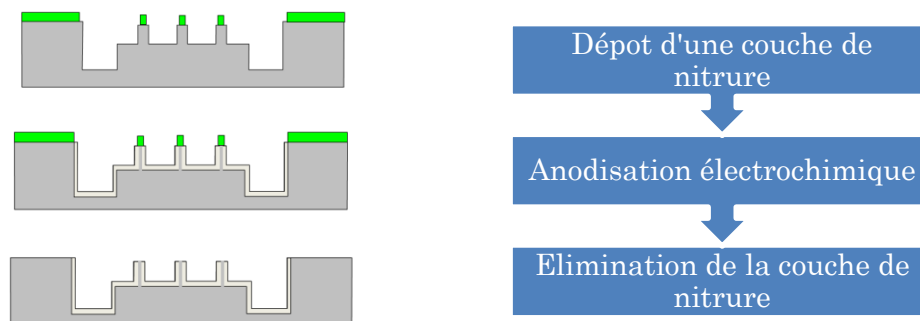 Dépot d'une couche de
nitrure
Anodisation électrochimique
Elimination de la couche de
nitrure